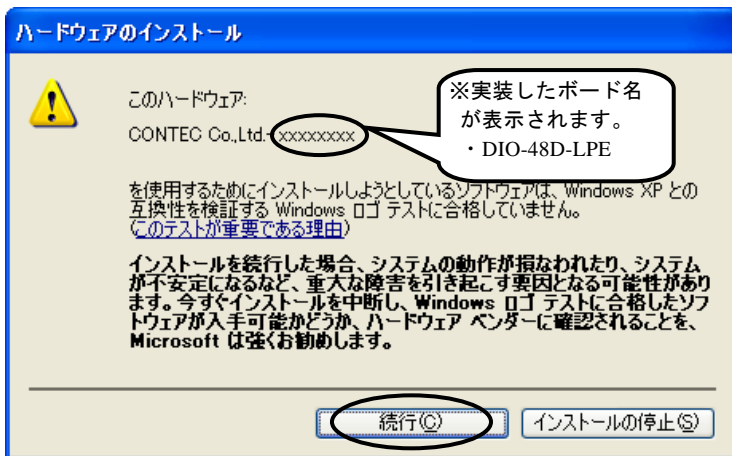 ハードウェアのインストール
※実装したボード名
が表示されます。
・DIO-48D-LPE
このハードウェア:
CONTEC Co.,Ltd.-xxxxxxxx
を使用するためにインストールしようとしているソフトウェアは、Windows XP との
互換性を検証する Windows ロゴ テストに合格していません。
(このテストが重要である理由)
インストールを続行した場合、システムの動作が損なわれたり、システム
が不安定になるなど、重大な障害を引き起こす要因となる可能性があり
ます。今すぐインストールを中断し、Windows ロゴ テストに合格したソフ
トウェアが入手可能かどうか、ハードウェア ベンダーに確認されることを、
Microsoft は強くお勧めします。
続行(C)
インストールの停止(S)